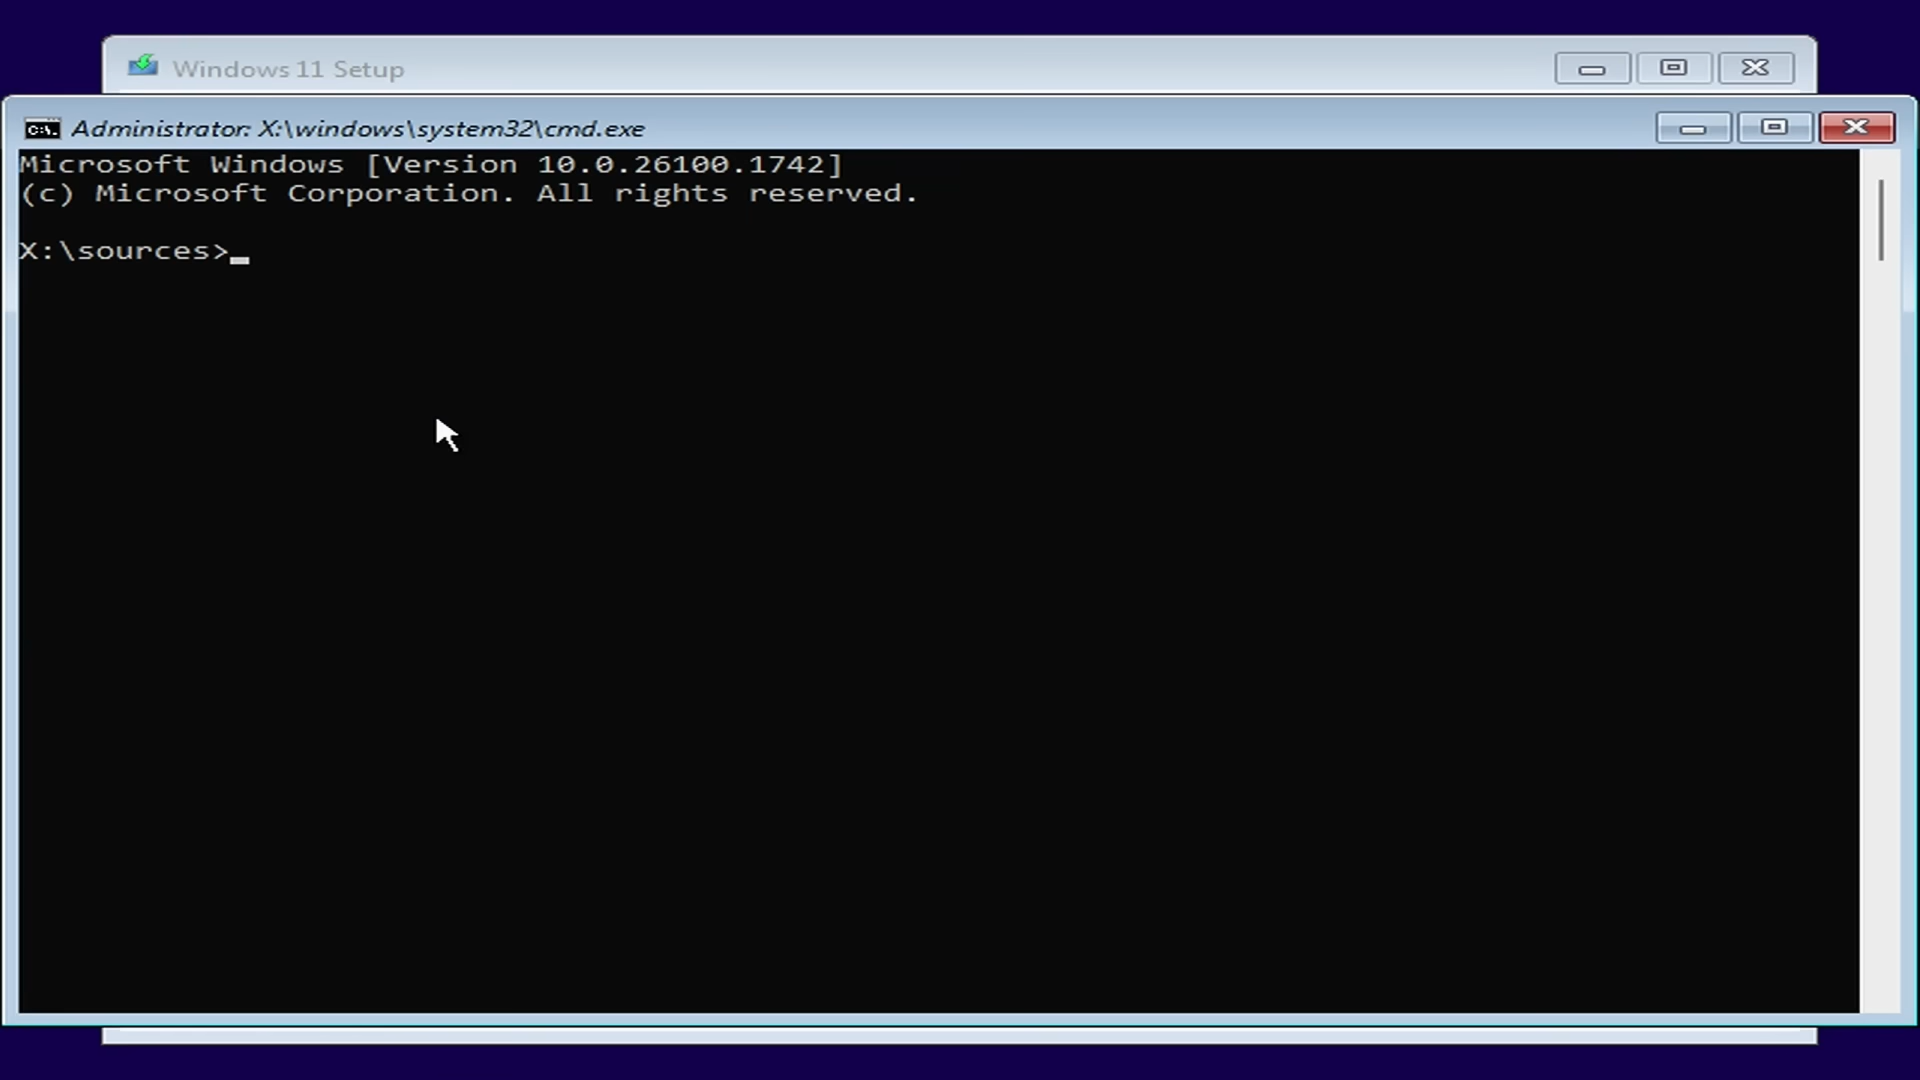 Windows 11 Setup
Administrator: X:\windows\system32\cmd.exe
Microsoft Windows [Version 10.0.26100.1742]
(c) Microsoft Corporation. All rights reserved.
X:\sources>